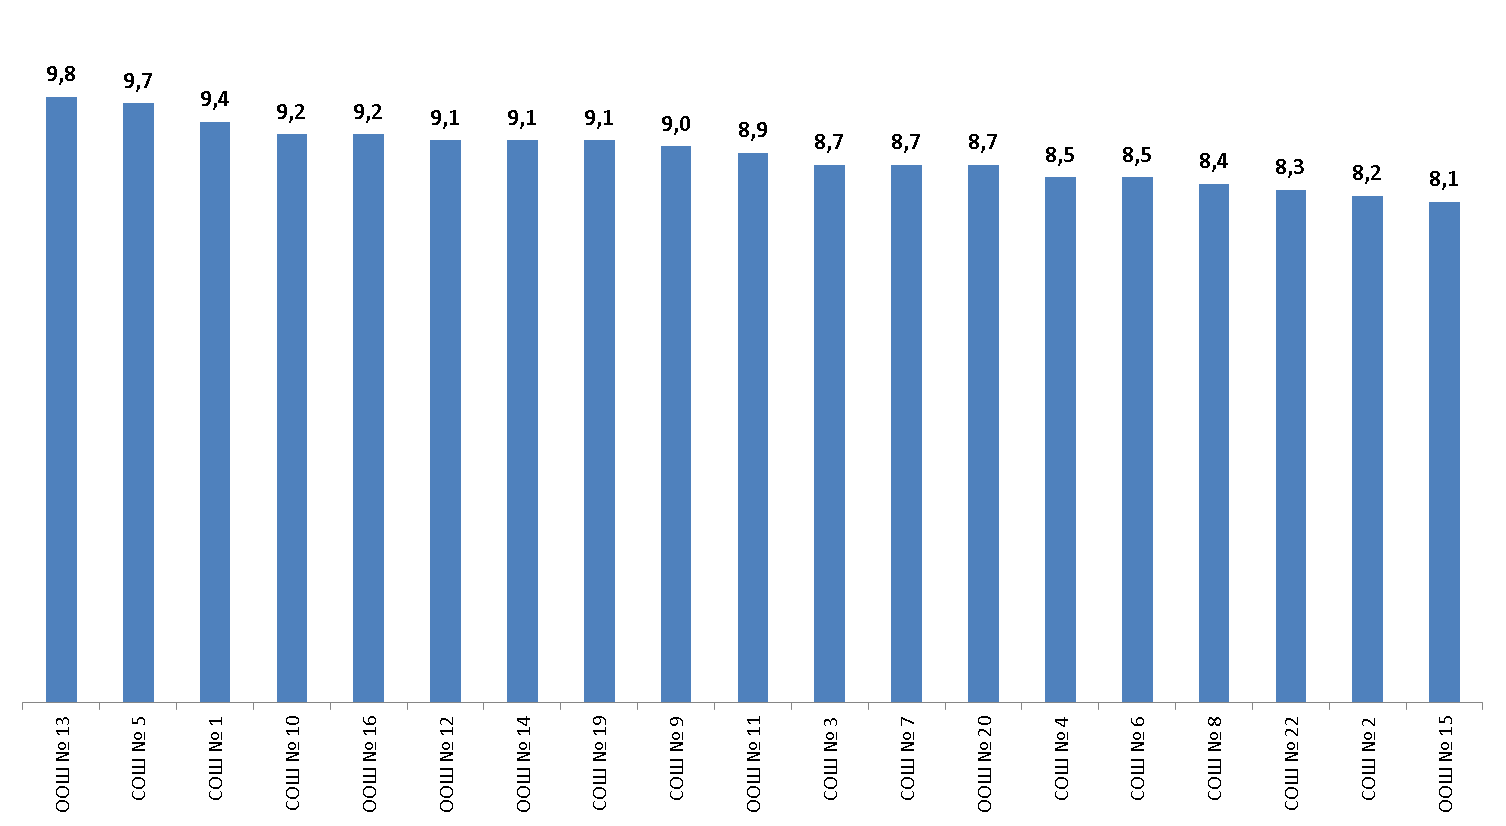 9,8
9,7
9,4
9,2
9,2
9,1
9,1
9,1
9,0
8,9
8,7
8,7
8,7
8,5
8,5
8,4
8,3
8,2
8,1
ООШ № 13
СОШ № 5
СОШ № 1
СОШ № 10
ООШ № 16
ООШ № 12
ООШ № 14
СОШ № 19
СОШ № 9
ООШ № 11
СОШ № 3
СОШ № 7
ООШ № 20
СОШ № 4
СОШ № 6
СОШ № 8
СОШ № 22
СОШ № 2
ООШ № 15